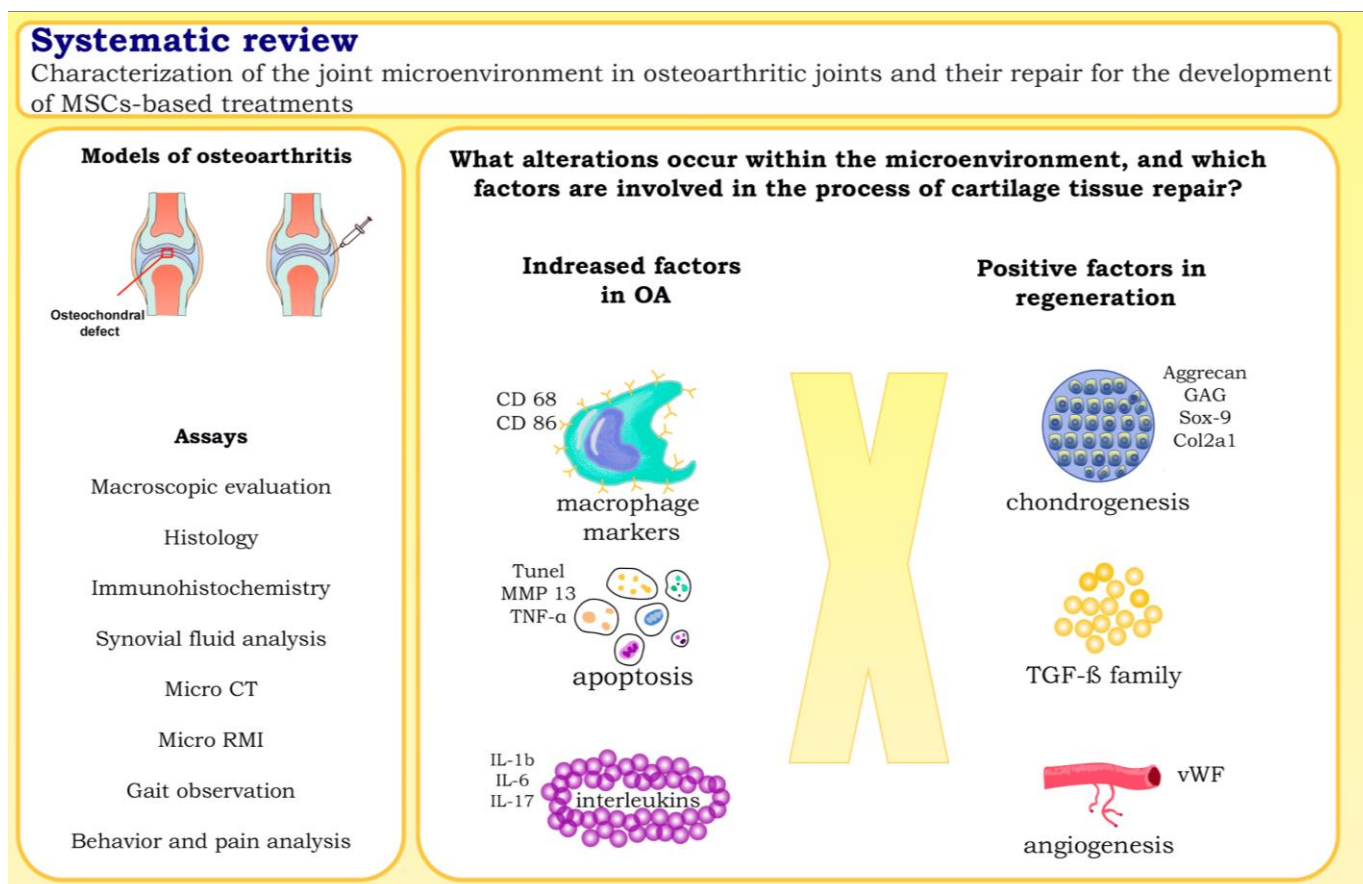 Systematic review
Characterization of the joint microenvironment in osteoarthritic joints and their repair for the development
of MSCs-based treatments
Models of osteoarthritis
Osteochondral
defect
Assays
Macroscopic evaluation
Histology
Immunohistochemistry
Synovial fluid analysis
Micro CT
Micro RMI
Gait observation
Behavior and pain analysis
What alterations occur within the microenvironment, and which
factors are involved in the process of cartilage tissue repair?
Indreased factors
in OA
CD 68
CD 86
macrophage
markers
Tunel
MMP 13
TNF-α
apoptosis
IL-1b
IL-6
IL-17
interleukins
X
Positive factors in
regeneration
Aggrecan
GAG
Sox-9
Col2a1
chondrogenesis
TGF-ß family
vWF
angiogenesis